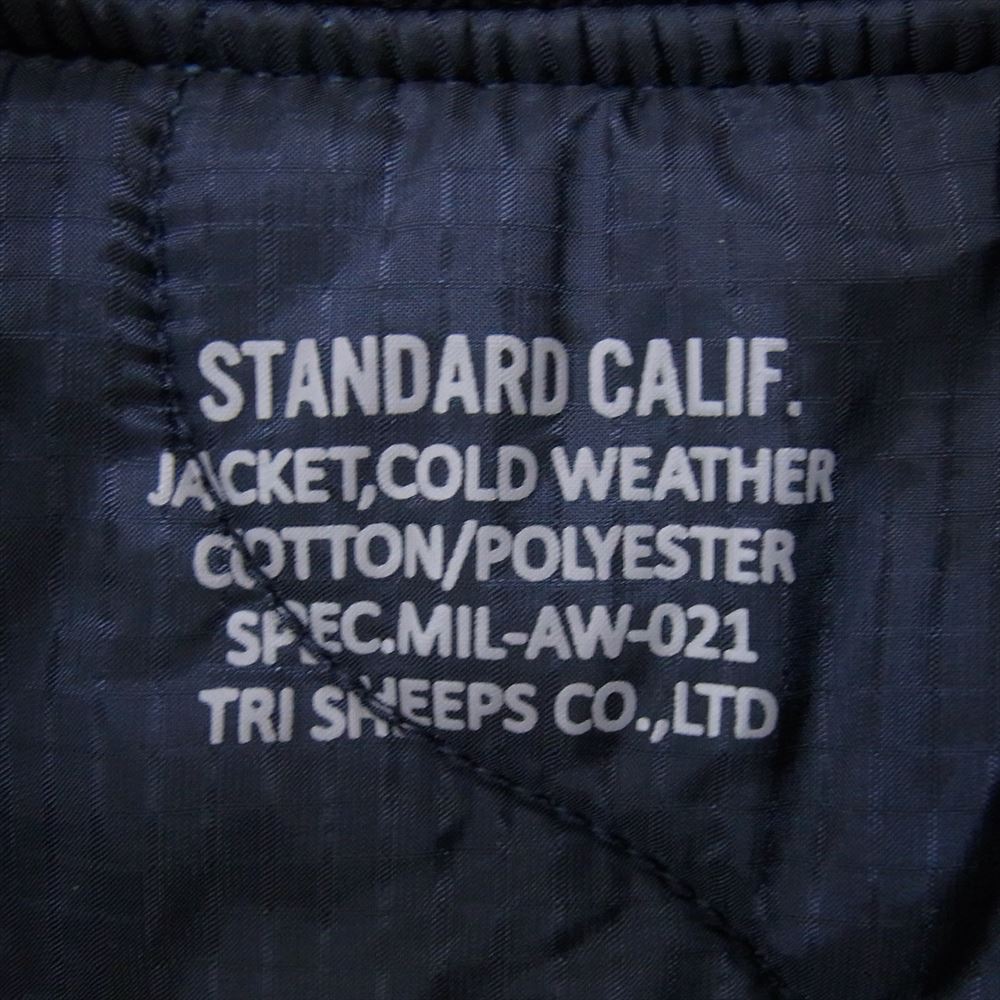 STANDARD CALIF.
JACKET,COLD WEATHER
COTTON/POLYESTER
SPEC.MIL-AW-021
TRI SHEEPS CO.,LTD